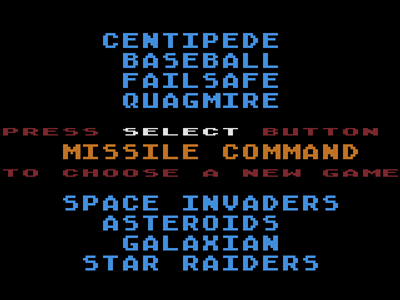 CENTIPEDE
BASEBALL
FAILSAFE
QUAGMIRE
PRESS SELECT BUTTON
MISSILE COMMAND
TO CHOOSE A NEW GAME
SPACE INVADERS
ASTEROIDS
GALAXIAN
STAR RAIDERS